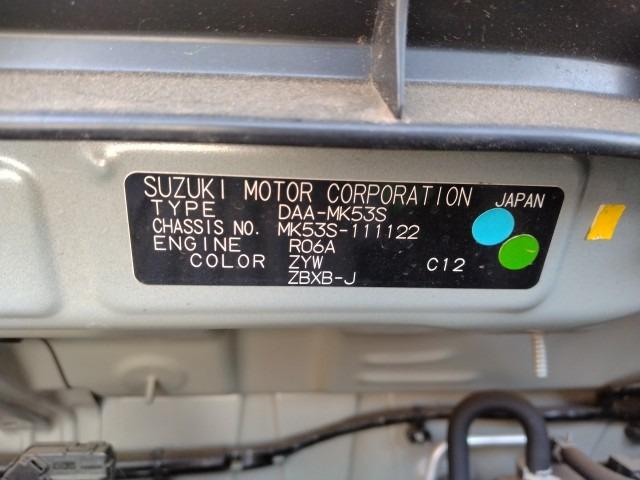 SUZUKI MOTOR CORPORATION JAPAN
TYPE DAA-MK53S
CHASSIS NO. MK53S-111122
ENGINE R06A
COLOR ZYW C12
ZBXB-J